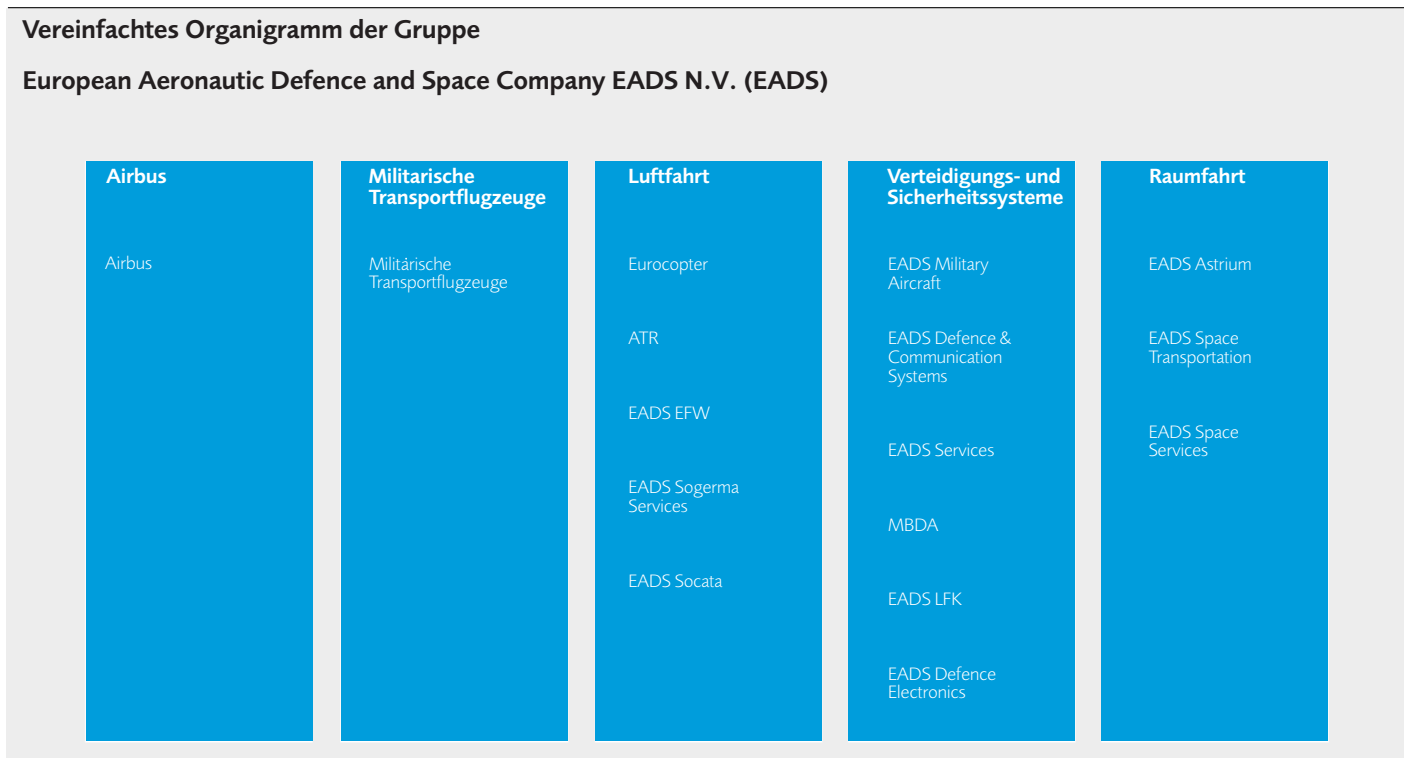 Vereinfachtes Organigramm der Gruppe
European Aeronautic Defence and Space Company EADS N.V. (EADS)
Airbus
Airbus
Militarische
Transportflugzeuge
Militárische
Transportflugzeuge
Luftfahrt
Eurocopter
ATR
EADS EFW
EADS Sogerma
Services
EADS Socata
Verteidigungs- und
Sicherheitssysteme
EADS Military
Aircraft
EADS Defence &
Communication
Systems
EADS Services
MBDA
EADS LFK
EADS Defence
Electronics
Raumfahrt
EADS Astrium
EADS Space
Transportation
EADS Space
Services